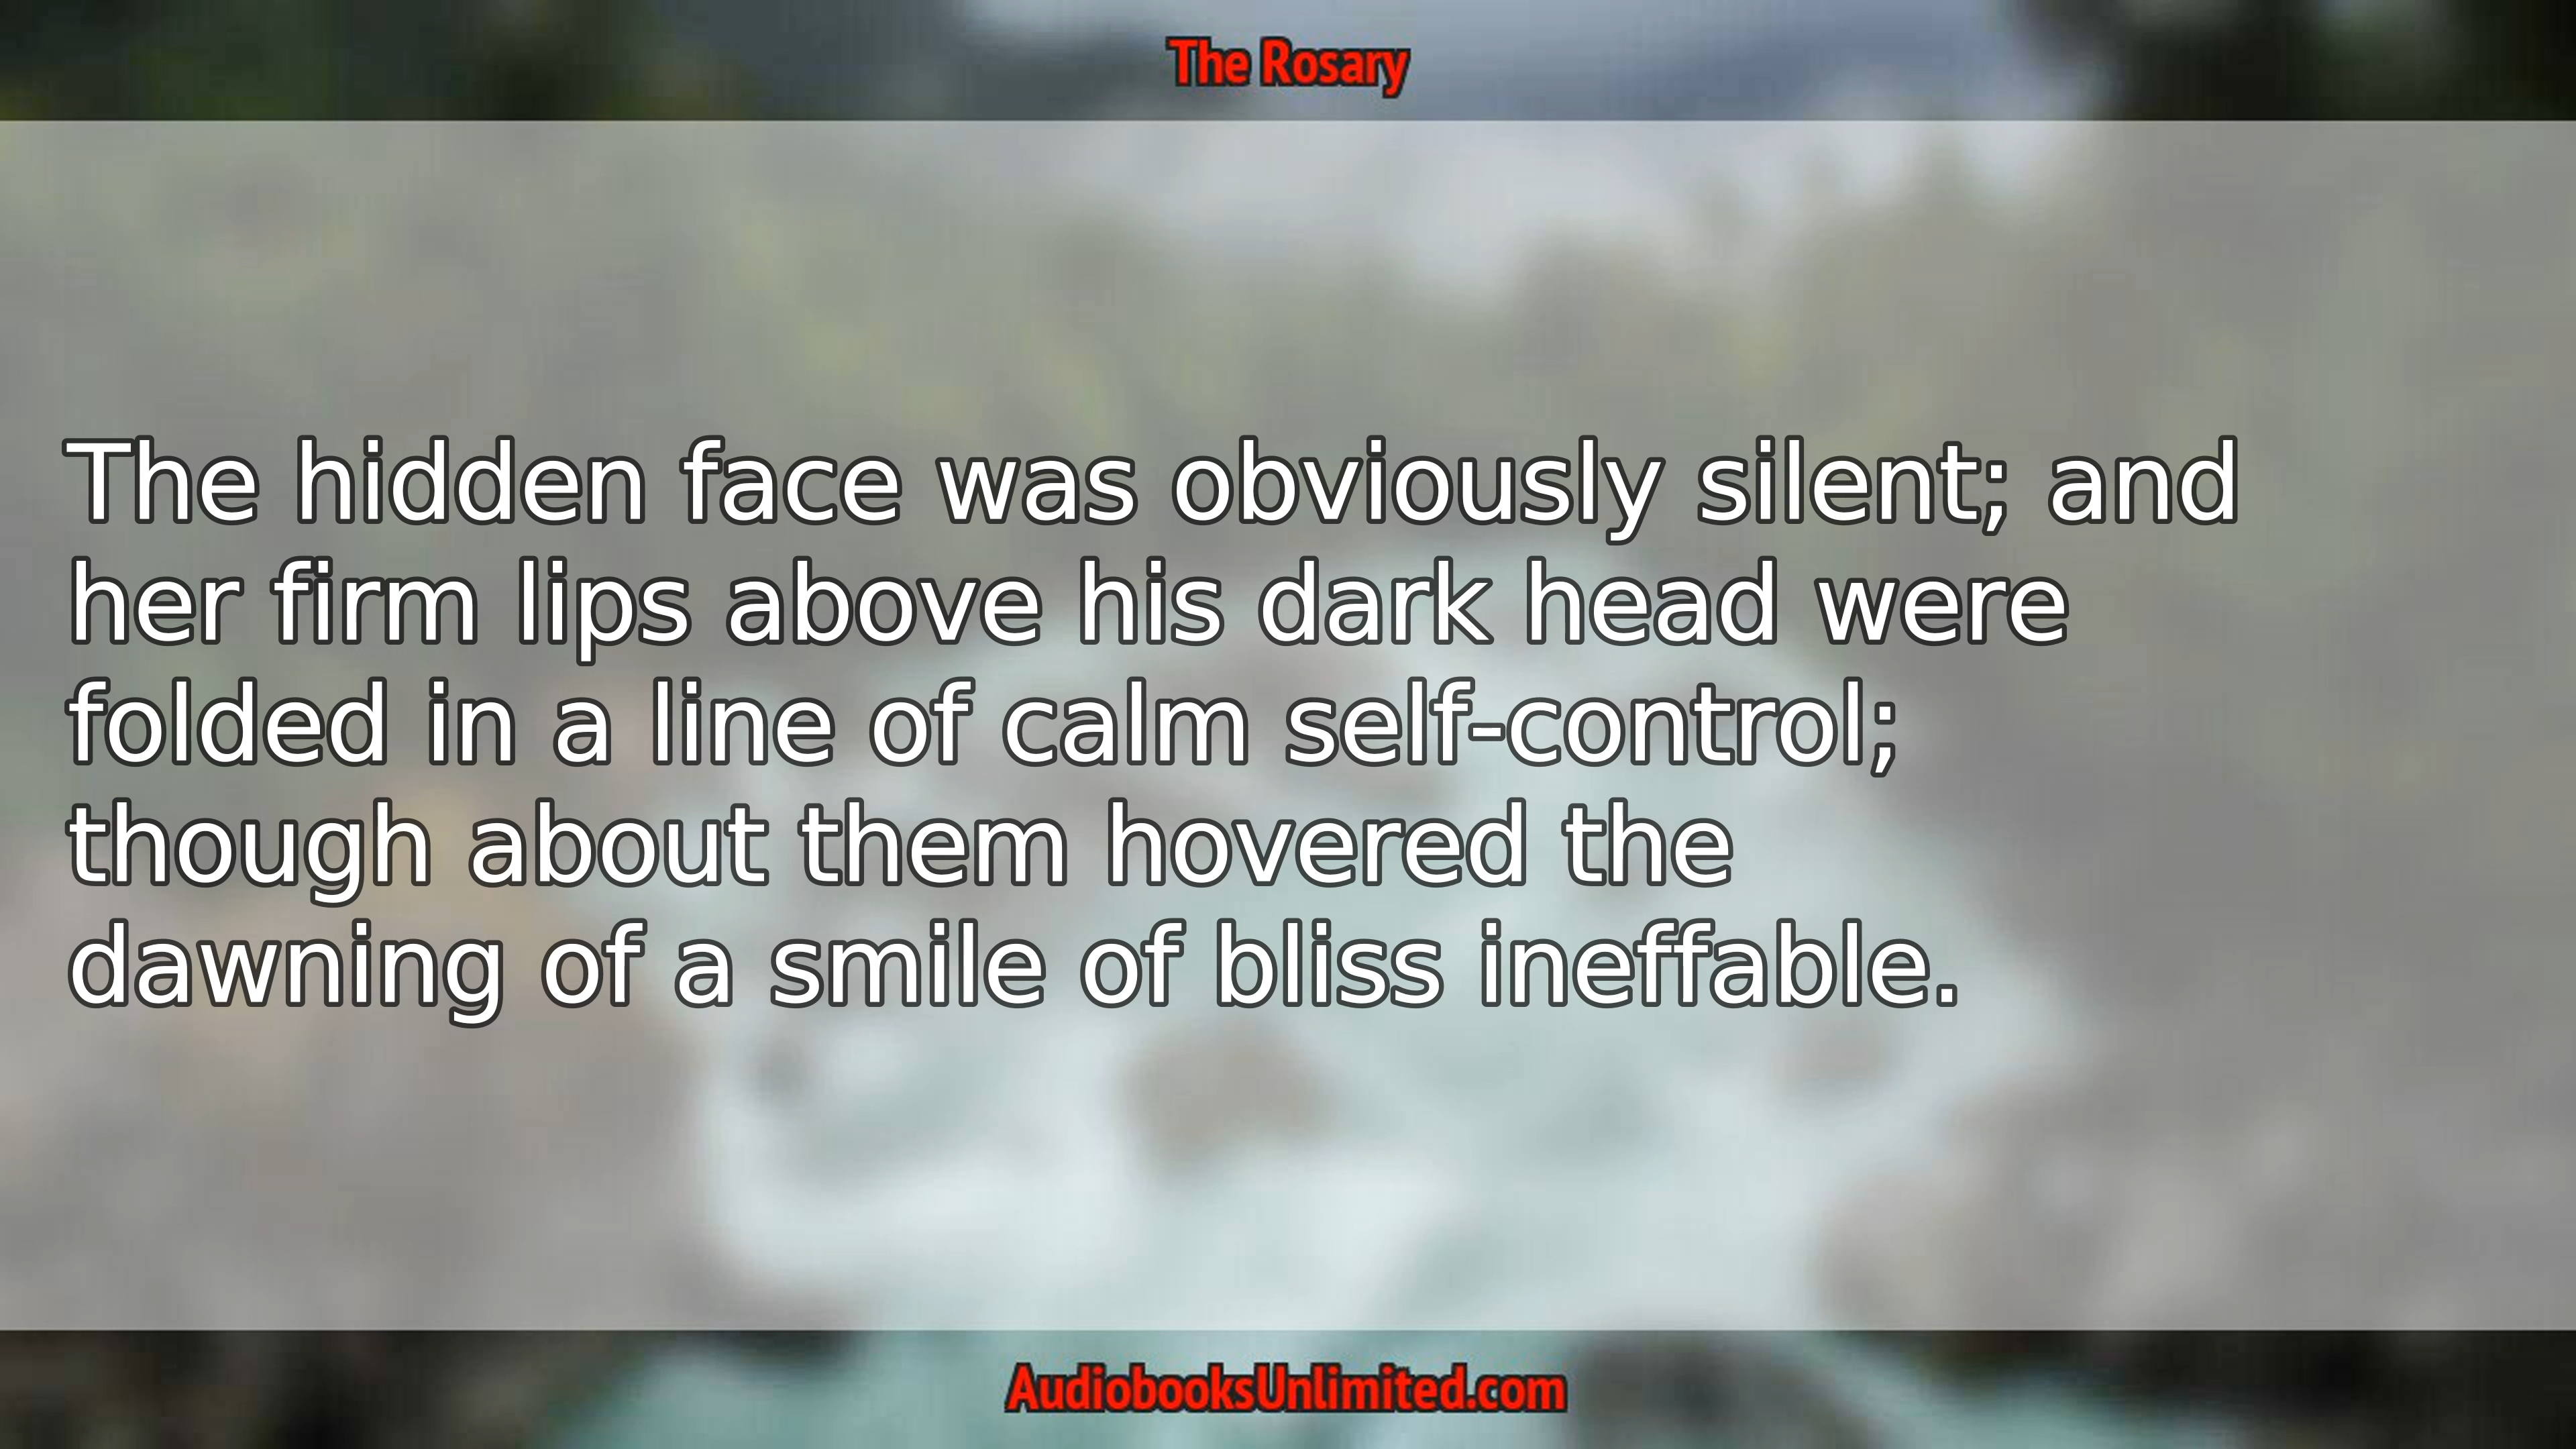 The Rosary
The hidden face was obviously silent; and
her firm lips above his dark head were
folded in a line of calm self-control;
though about them hovered the
dawning of a smile of bliss ineffable.
AudiobooksUnlimited.com